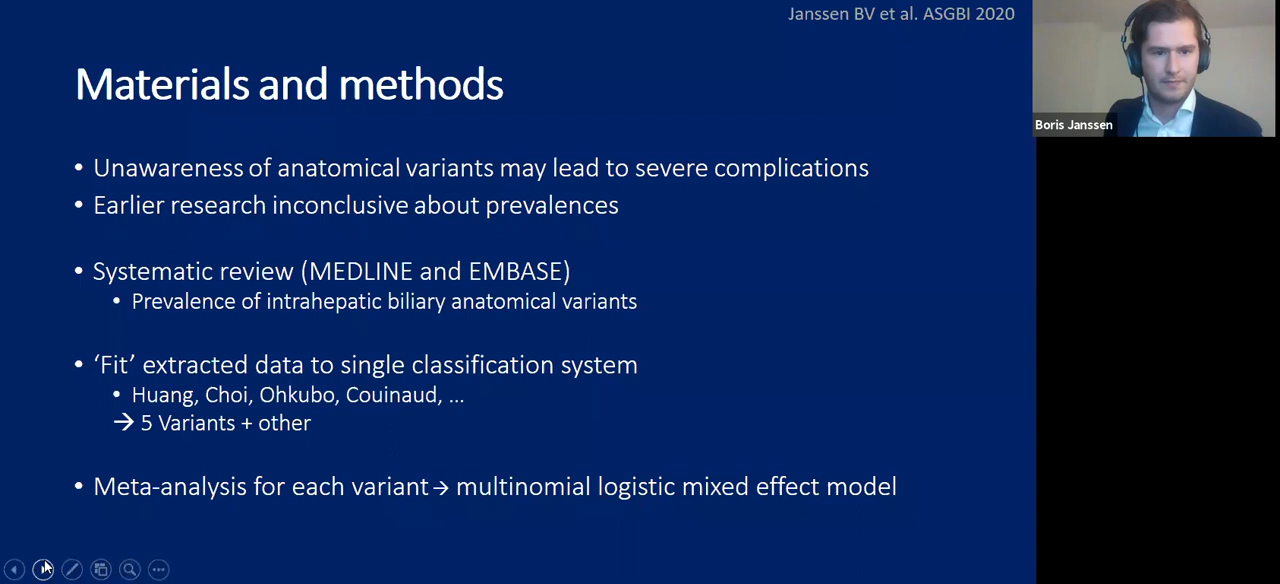 Janssen BV et al. ASGBI 2020
Boris Janssen
Materials and methods
• Unawareness of anatomical variants may lead to severe complications
• Earlier research inconclusive about prevalences
• Systematic review (MEDLINE and EMBASE)
• Prevalence of intrahepatic biliary anatomical variants
• ‘Fit’ extracted data to single classification system
• Huang, Choi, Ohkubo, Couinaud, ...
→ 5 Variants + other
• Meta-analysis for each variant → multinomial logistic mixed effect model